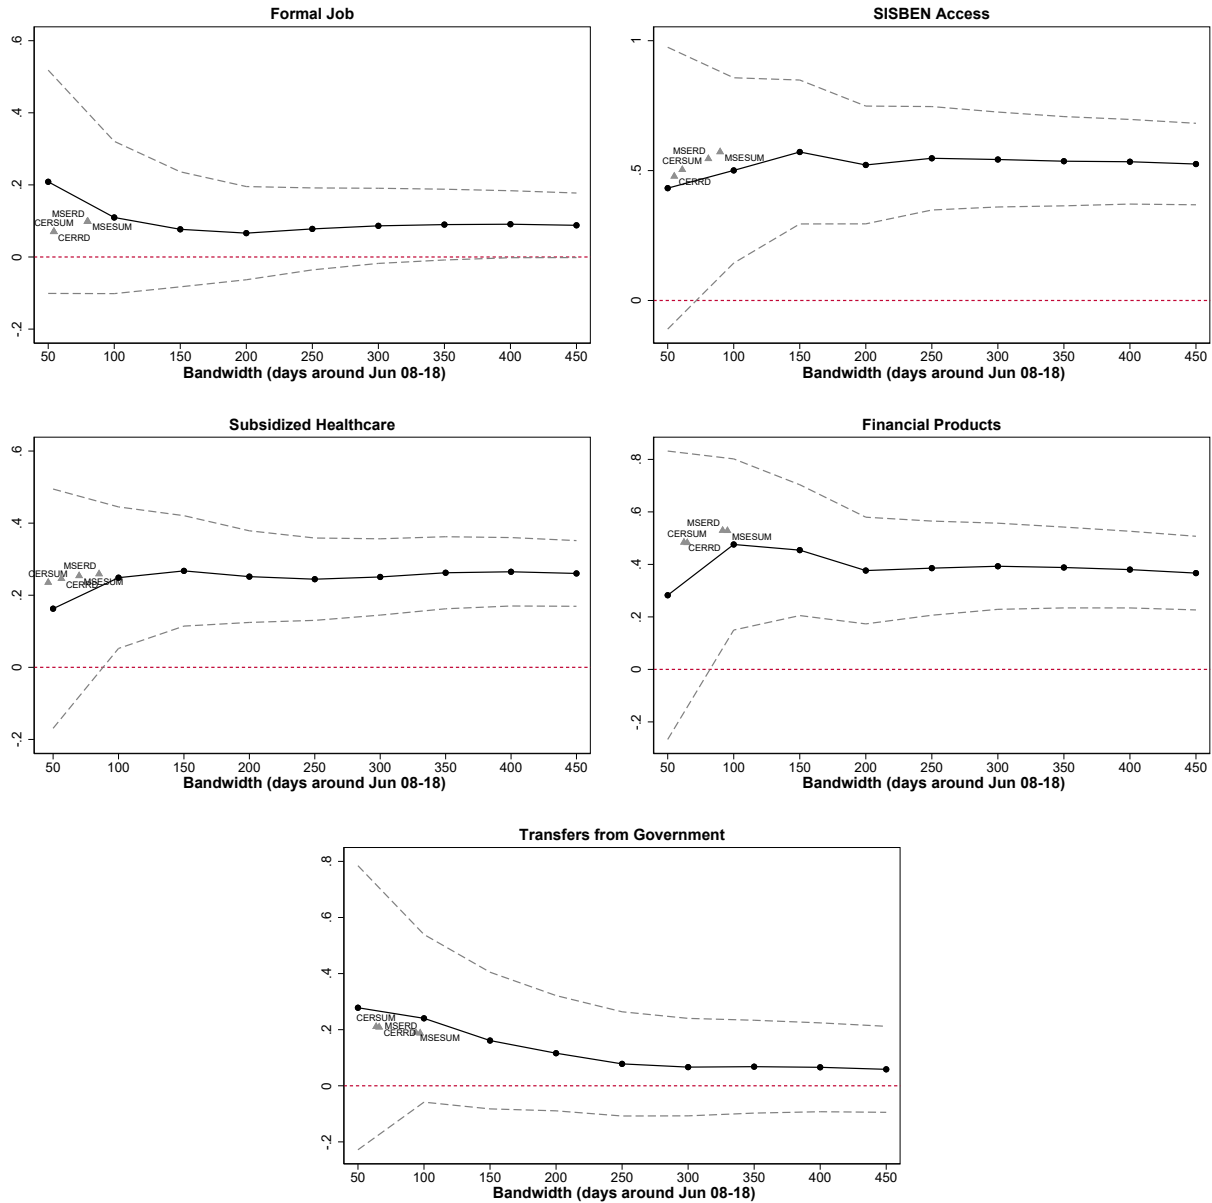 Formal Job
.6
.4
.2
0
-.2
MSERD
CERSUM
MSESUM
CERRD
50 100 150 200 250 300 350 400 450
Bandwidth (days around Jun 08-18)
SISBEN Access
1
.5
0
MSERD
MSESUM
CERSUM
CERRD
50 100 150 200 250 300 350 400 450
Bandwidth (days around Jun 08-18)
Subsidized Healthcare
.6
.4
.2
0
-.2
MSERD
CERSUM
MSESUM
CERRD
50 100 150 200 250 300 350 400 450
Bandwidth (days around Jun 08-18)
Financial Products
.8
.6
.4
.2
0
-.2
MSERD
CERSUM
MSESUM
CERRD
50 100 150 200 250 300 350 400 450
Bandwidth (days around Jun 08-18)
Transfers from Government
.8
.6
.4
.2
0
-.2
CERSUM
MSERD
CERRD
MSESUM
50 100 150 200 250 300 350 400 450
Bandwidth (days around Jun 08-18)